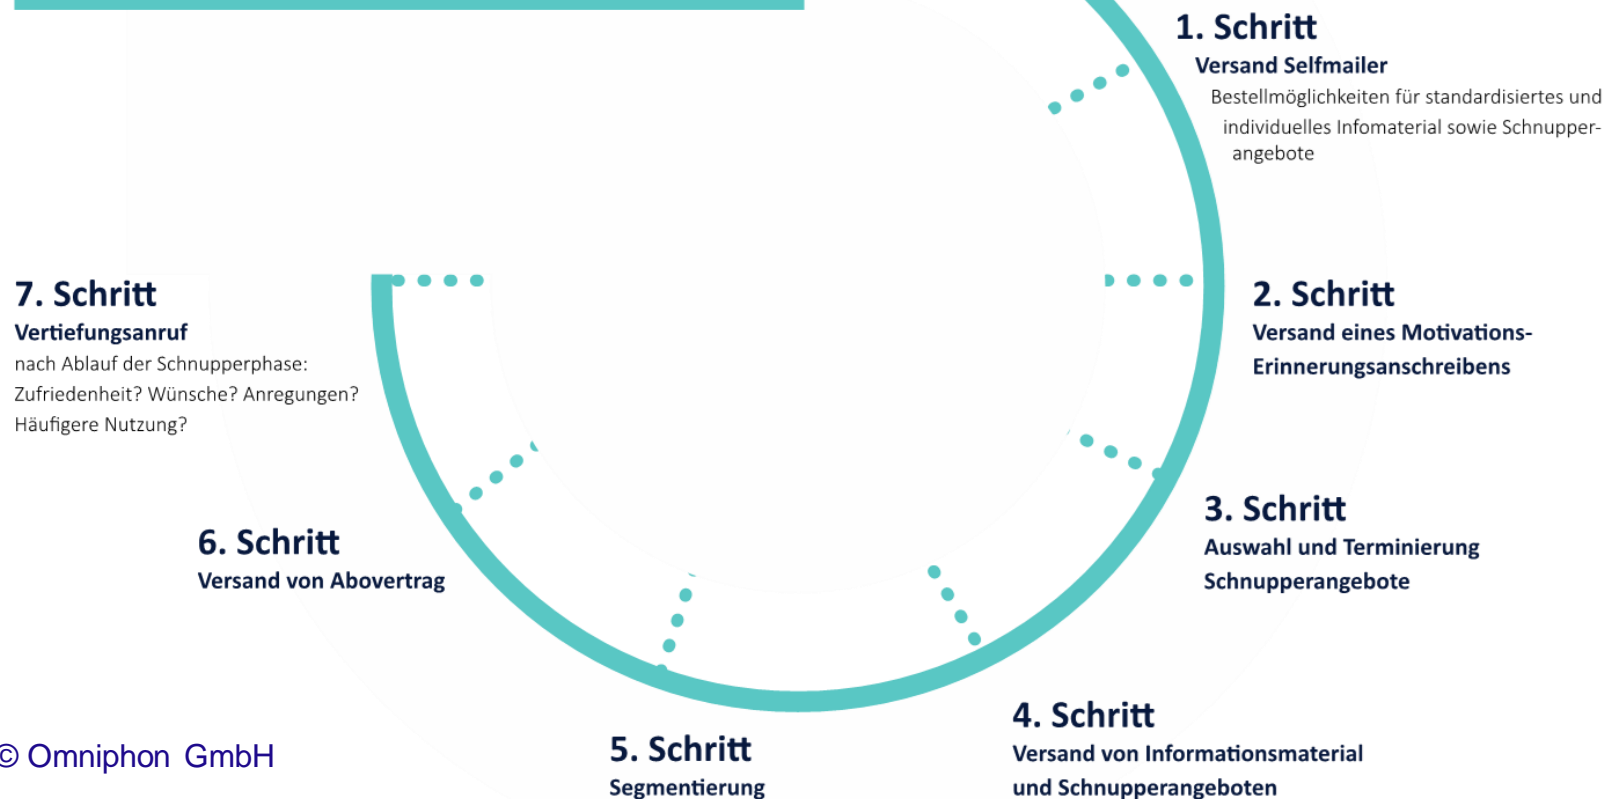 1. Schritt
Versand Selfmailer
Bestellmöglichkeiten für standardisiertes und
individuelles Infomaterial sowie Schnupper-
angebote
2. Schritt
Versand eines Motivations-
Erinnerungsanschreibens
3. Schritt
Auswahl und Terminierung
Schnupperangebote
4. Schritt
Versand von Informationsmaterial
und Schnupperangeboten
5. Schritt
Segmentierung
6. Schritt
Versand von Abovertrag
7. Schritt
Vertiefungsanruf
nach Ablauf der Schnupperphase:
Zufriedenheit? Wünsche? Anregungen?
Häufigere Nutzung?
© Omniphon GmbH